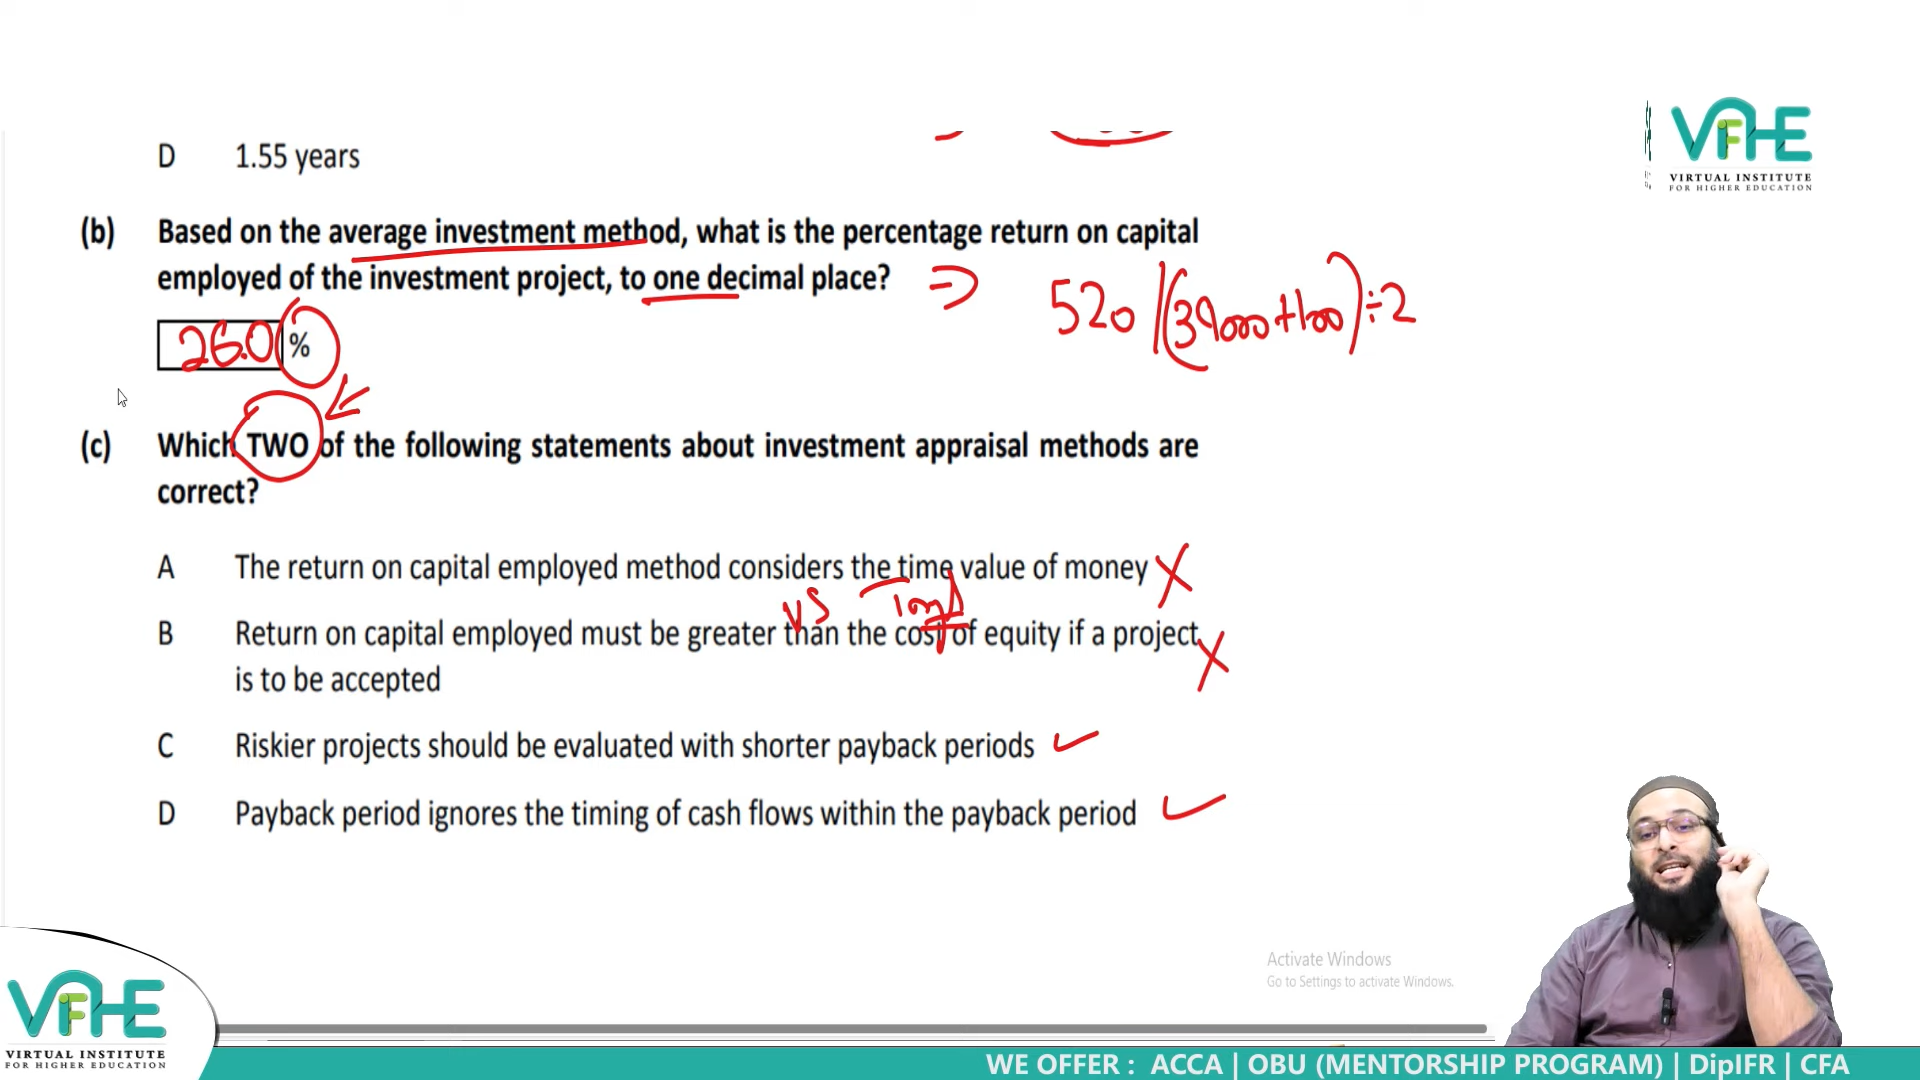 VIFHE
VIRTUAL INSTITUTE
FOR HIGHER EDUCATION
D 1.55 years
(b) Based on the average investment method, what is the percentage return on capital
employed of the investment project, to one decimal place?
520 / (39000+100) ÷ 2
26.0 %
(c) Which TWO of the following statements about investment appraisal methods are
correct?
A The return on capital employed method considers the time value of money X
vs
B Return on capital employed must be greater than the cost of equity if a project X
is to be accepted
C Riskier projects should be evaluated with shorter payback periods ✓
D Payback period ignores the timing of cash flows within the payback period ✓
Activate Windows
Go to Settings to activate Windows.
VIFHE
VIRTUAL INSTITUTE
FOR HIGHER EDUCATION
WE OFFER : ACCA | OBU (MENTORSHIP PROGRAM) | DipIFR | CFA